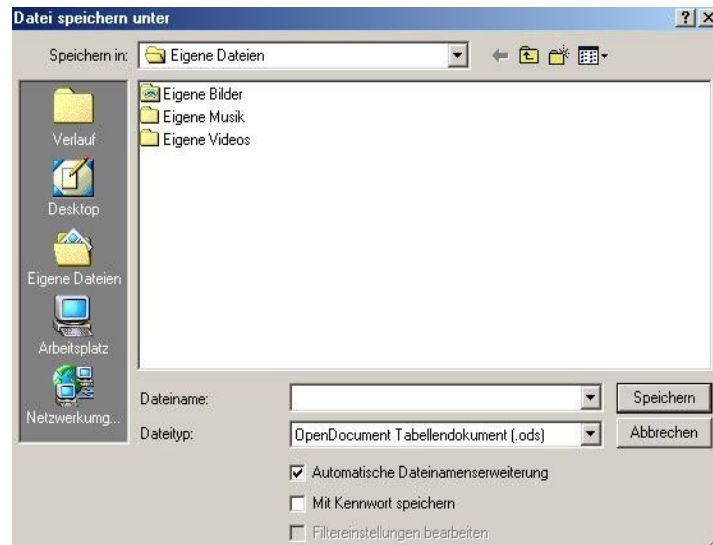 Datei speichern unter
Speichern in: Eigene Dateien
Eigene Bilder
Eigene Musik
Eigene Videos
Verlauf
Desktop
Eigene Dateien
Arbeitsplatz
Netzwerkumg...
Dateiname:
Speichern
Dateityp: OpenDocument Tabellendokument (.ods)
Abbrechen
Automatische Dateinamenserweiterung
Mit Kennwort speichern
Filtereinstellungen bearbeiten